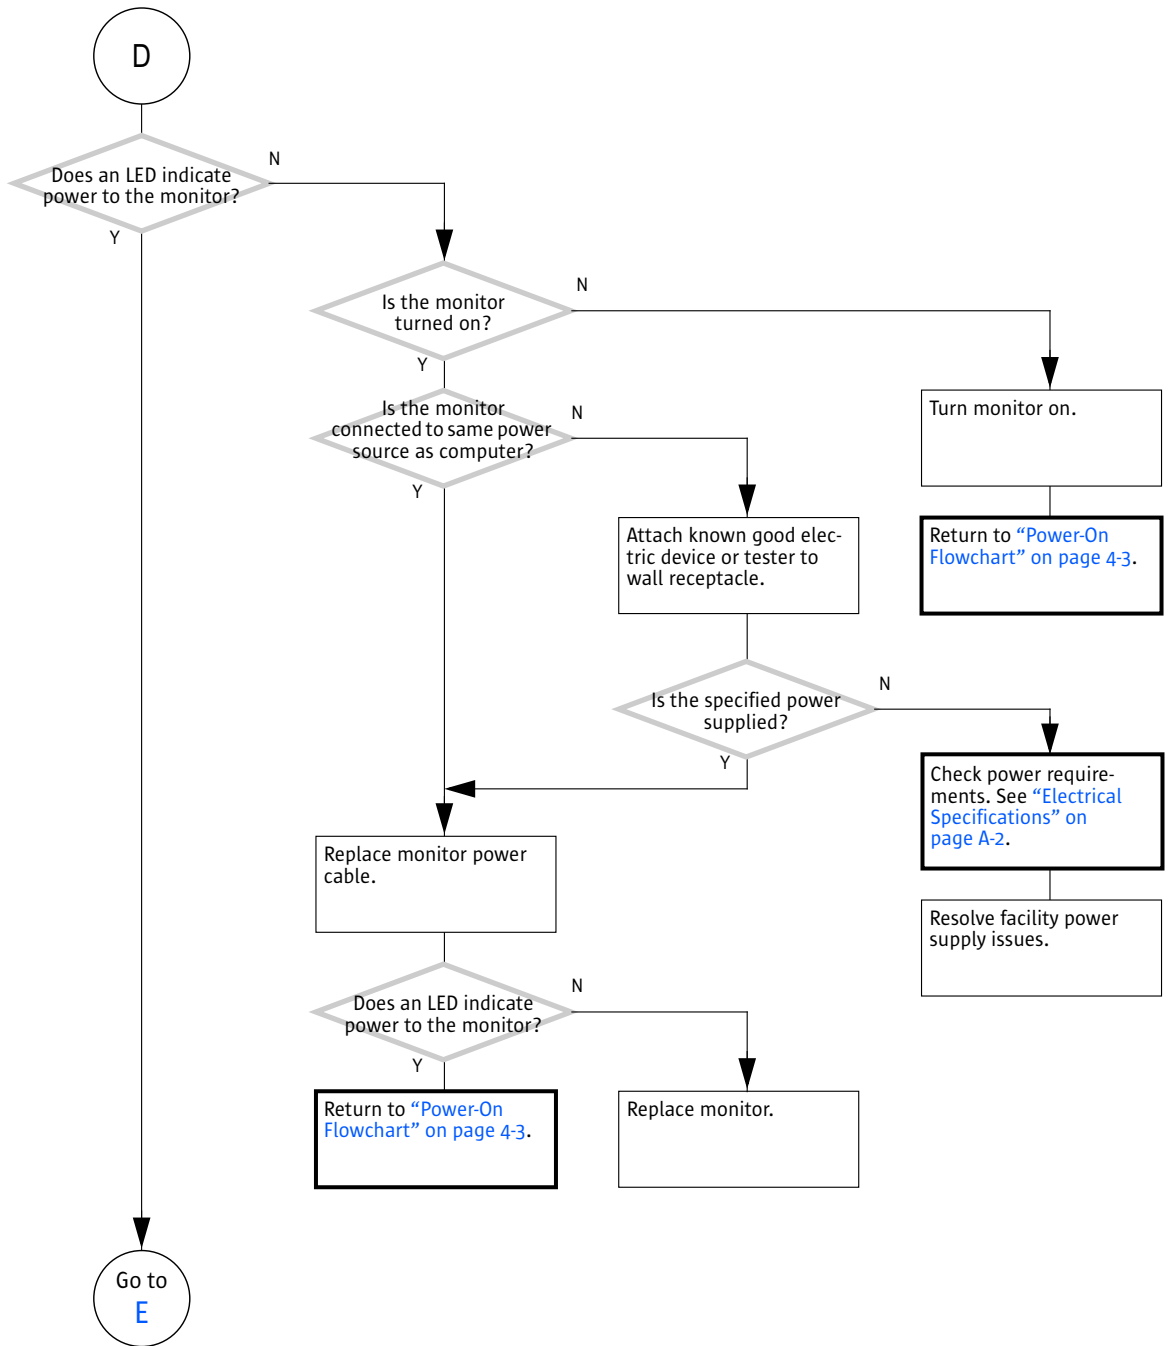 D
Does an LED indicate
power to the monitor?
N
Y
Is the monitor
turned on?
N
Y
Is the monitor
connected to same power
source as computer?
N
Y
Turn monitor on.
Return to “Power-On
Flowchart” on page 4-3.
Attach known good elec-
tric device or tester to
wall receptacle.
Is the specified power
supplied?
N
Y
Check power require-
ments. See “Electrical
Specifications” on
page A-2.
Resolve facility power
supply issues.
Replace monitor power
cable.
Does an LED indicate
power to the monitor?
N
Y
Return to “Power-On
Flowchart” on page 4-3.
Replace monitor.
Go to
E